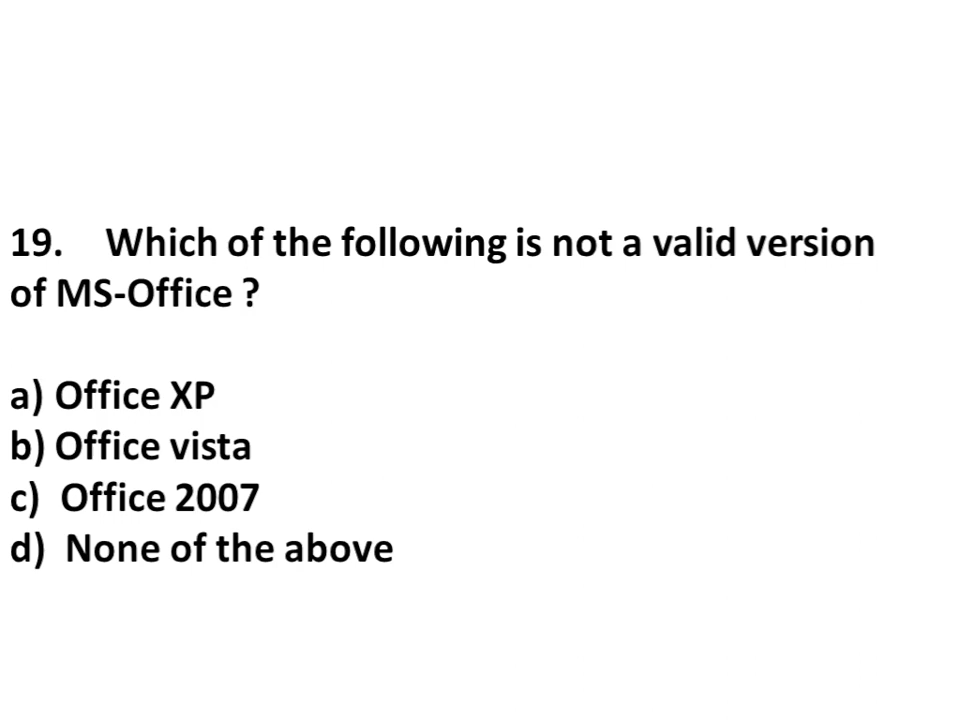 19. Which of the following is not a valid version
of MS-Office ?
a) Office XP
b) Office vista
c) Office 2007
d) None of the above